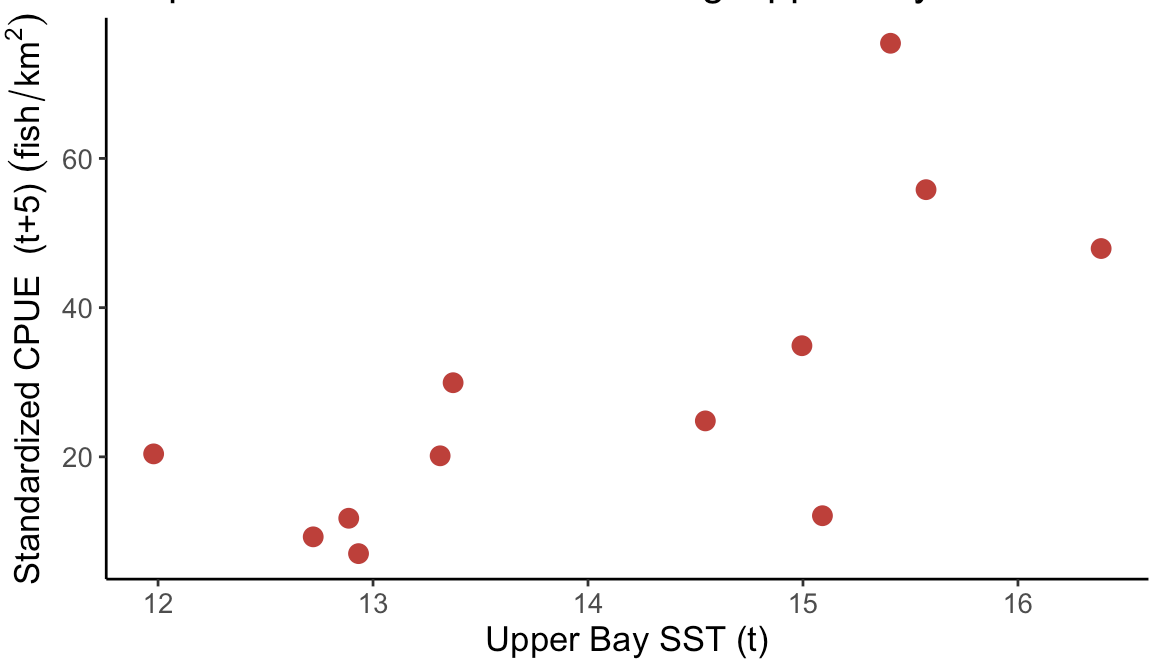 Standardized CPUE (t+5) (fish/km²)
60
40
20
12 13 14 15 16
Upper Bay SST (t)